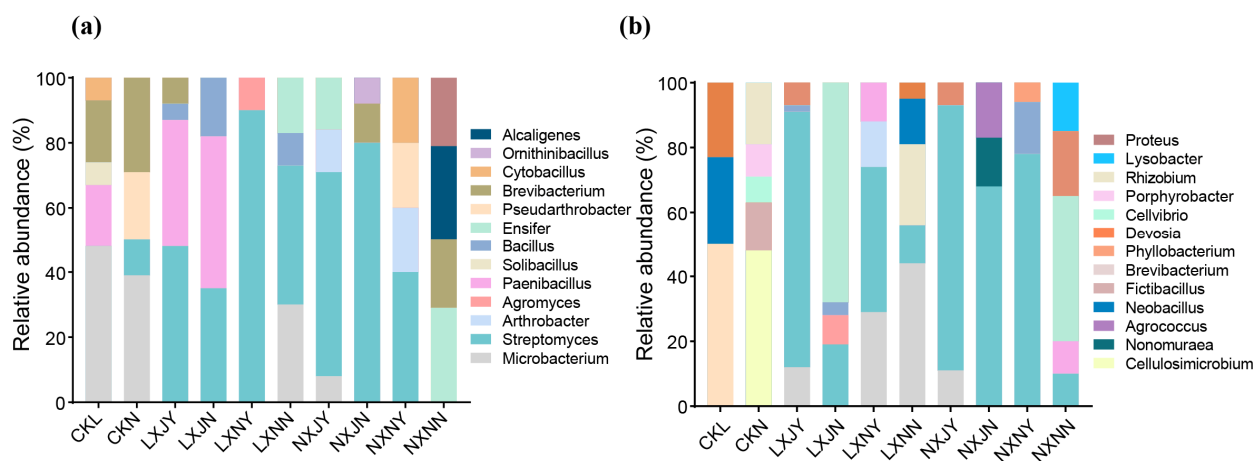 (a)
Relative abundance (%)
100
80
60
40
20
0
CKL
CKN
LXJY
LXJN
LXNY
LXNN
NXJY
NXJN
NXNY
NXNN
Alcaligenes
Ornithinibacillus
Cytobacillus
Brevibacterium
Pseudarthrobacter
Ensifer
Bacillus
Solibacillus
Paenibacillus
Agromyces
Arthrobacter
Streptomyces
Microbacterium
(b)
Relative abundance (%)
100
80
60
40
20
0
CKL
CKN
LXJY
LXJN
LXNY
LXNN
NXJY
NXJN
NXNY
NXNN
Proteus
Lysobacter
Rhizobium
Porphyrobacter
Cellvibrio
Devosia
Phyllobacterium
Brevibacterium
Fictibacillus
Neobacillus
Agrococcus
Nonomuraea
Cellulosimicrobium